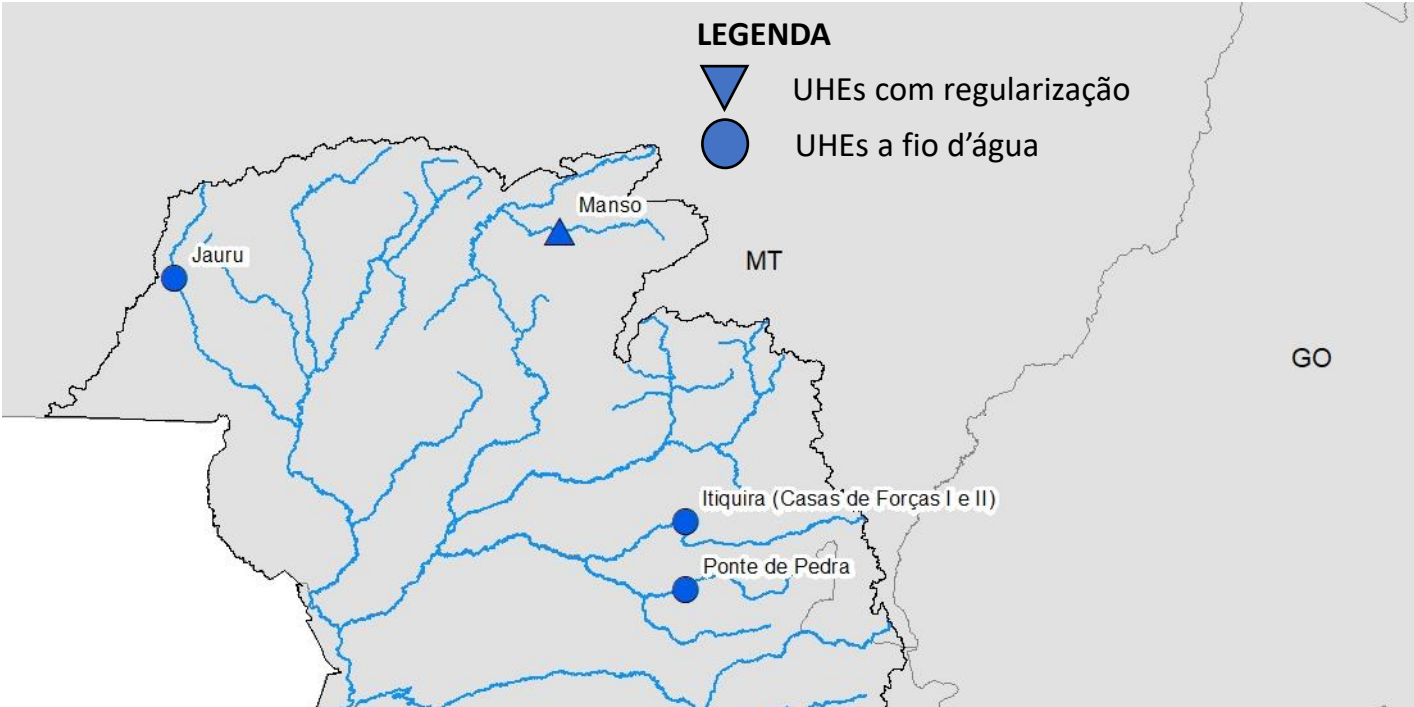 LEGENDA
UHEs com regularização
UHEs a fio d’água
Manso
Jauru
MT
GO
Itiquira (Casas de Forças I e II)
Ponte de Pedra